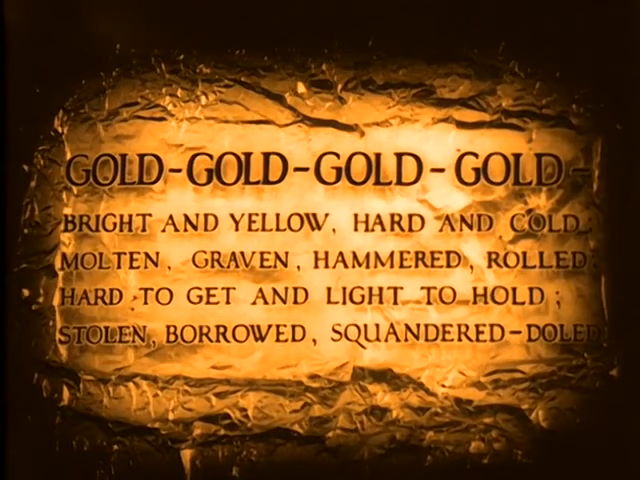 GOLD-GOLD-GOLD-GOLD-
BRIGHT AND YELLOW, HARD AND COLD
MOLTEN, GRAVEN, HAMMERED, ROLLED;
HARD TO GET AND LIGHT TO HOLD;
STOLEN, BORROWED, SQUANDERED-DOLED